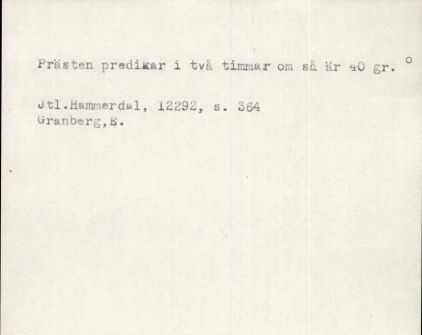 Prästen predikar i två timmar om så är 40 gr. °
Jtl.Hammerdal, 12292, s. 364
Granberg,E.